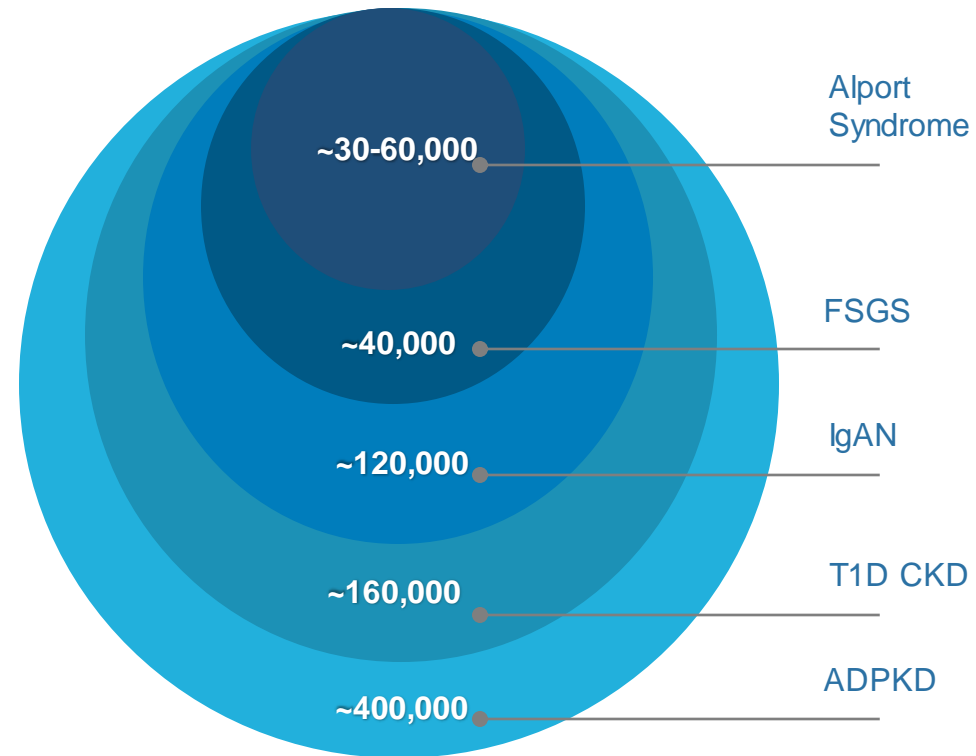 Alport
Syndrome
~30-60,000
FSGS
~40,000
IgAN
~120,000
T1D CKD
~160,000
ADPKD
~400,000